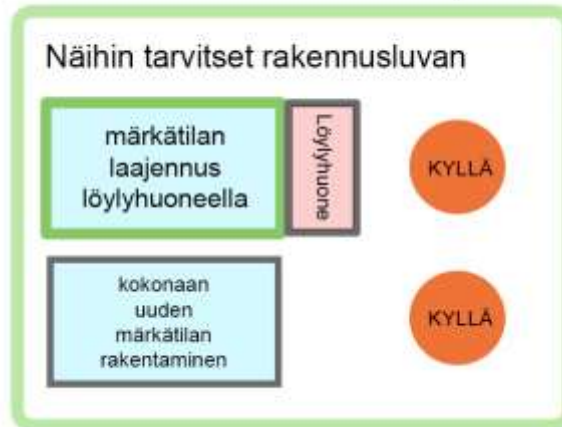 Näihin tarvitset rakennusluvan
märkätilan
laajennus
löylyhuoneella
Löylyhuone
KYLLÄ
kokonaan
uuden
märkätilan
rakentaminen
KYLLÄ